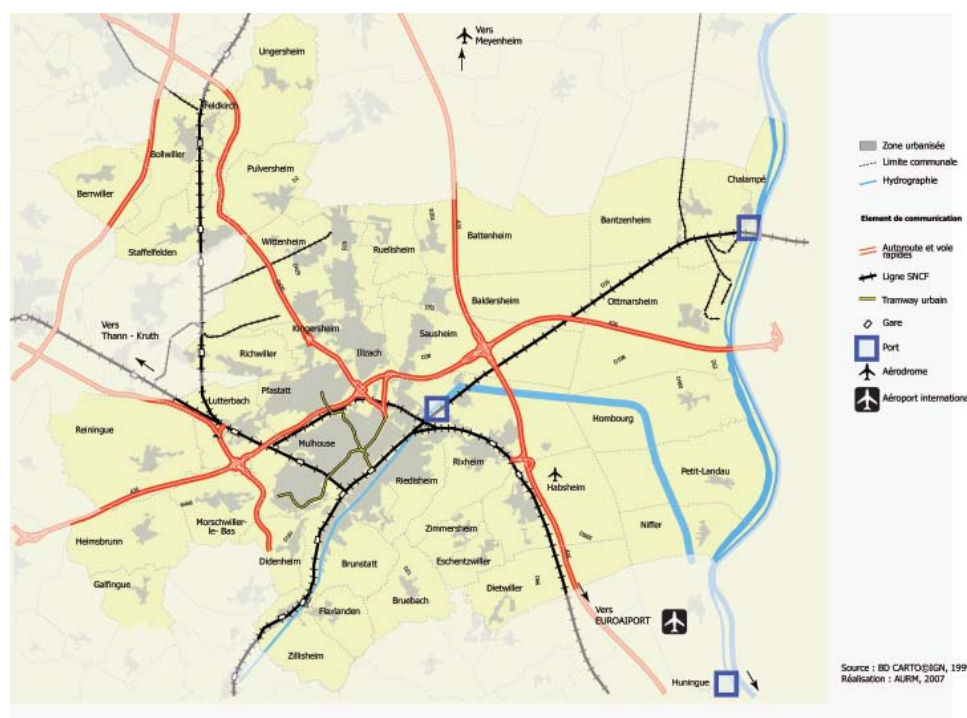 Vers
Meyenheim
Ungersheim
Feldkirch
Bollwiller
Pulversheim
Berrwiller
Chalampé
Staffelfelden
Wittenheim
Ruelisheim
Battenheim
Bantzenheim
Baldersheim
Ottmarsheim
Vers
Thann - Kruth
Kingersheim
Sausheim
Illzach
Richwiller
Pfastatt
Lutterbach
Reiningue
Mulhouse
Hombourg
Rixheim
Riedisheim
Habsheim
Petit-Landau
Morschwiller-
le- Bas
Heimsbrunn
Zimmersheim
Niffer
Didenheim
Brunstatt
Eschentzwiller
Galfingue
Dietwiller
Bruebach
Flaxlanden
Vers
EUROAIPORT
Zillisheim
Huningue
Zone urbanisée
Limite communale
Hydrographie
Element de communication
Autoroute et voie
rapides
Ligne SNCF
Tramway urbain
Gare
Port
Aérodrome
Aéroport internationa
Source : BD CARTO©IGN, 199
Réalisation : AURM, 2007